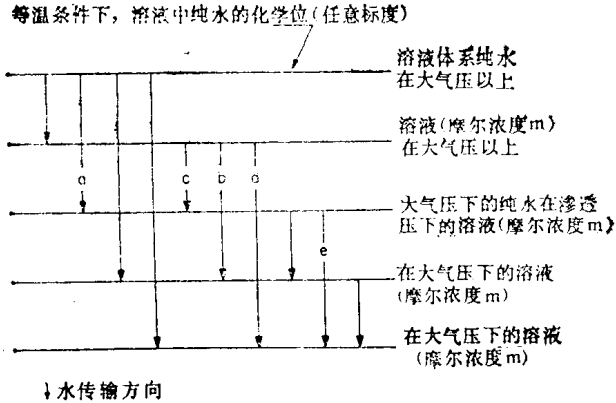 等温条件下，溶液中纯水的化学位(任意标度)
溶液体系纯水
在大气压以上
溶液(摩尔浓度m)
在大气压以上
a
c
b
d
大气压下的纯水在渗透
压下的溶液(摩尔浓度m)
e
在大气压下的溶液
(摩尔浓度m)
在大气压下的溶液
(摩尔浓度m)
↓水传输方向